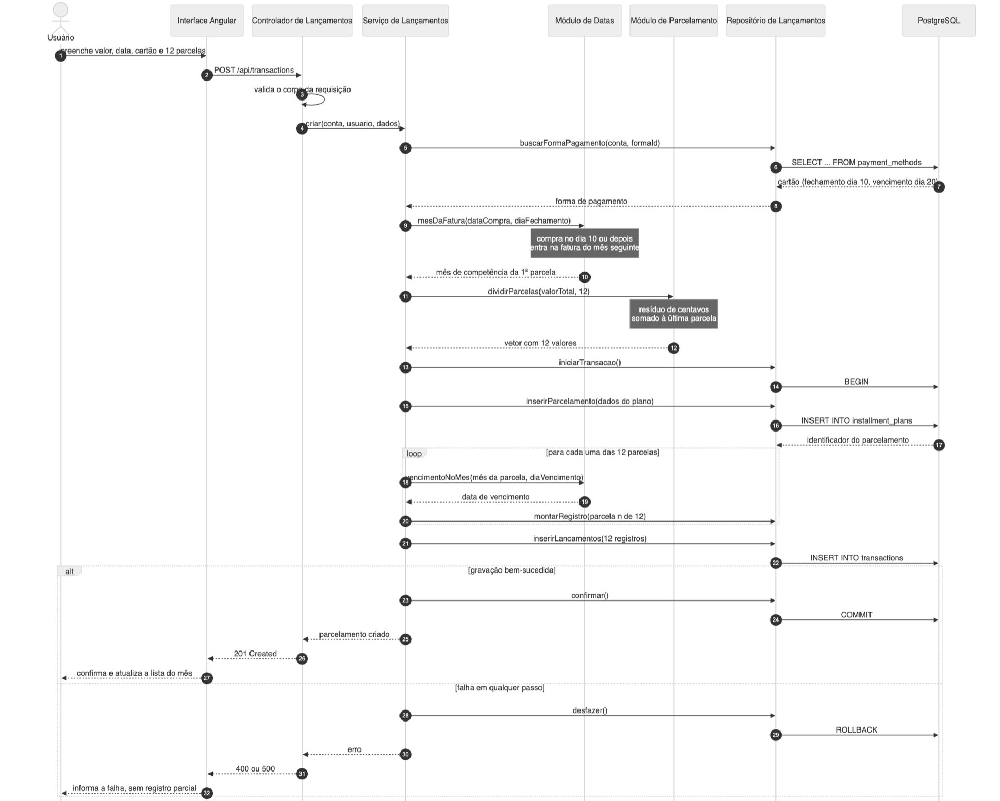 Usuário
Interface Angular
Controlador de Lançamentos
Serviço de Lançamentos
Módulo de Datas
Módulo de Parcelamento
Repositório de Lançamentos
PostgreSQL
1
preenche valor, data, cartão e 12 parcelas
2
POST /api/transactions
3
valida o corpo da requisição
4
criar(conta, usuario, dados)
5
buscarFormaPagamento(conta, formaId)
6
SELECT ... FROM payment_methods
cartão (fechamento dia 10, vencimento dia 20)
7
forma de pagamento
8
9
mesDaFatura(dataCompra, diaFechamento)
compra no dia 10 ou depois
entra na fatura do mês seguinte
mês de competência da 1ª parcela
10
11
dividirParcelas(valorTotal, 12)
resíduo de centavos
somado à última parcela
vetor com 12 valores
12
13
iniciarTransacao()
14
BEGIN
15
inserirParcelamento(dados do plano)
16
INSERT INTO installment_plans
identificador do parcelamento
17
loop
[para cada uma das 12 parcelas]
18
vencimentoNoMes(mês da parcela, diaVencimento)
data de vencimento
19
20
montarRegistro(parcela n de 12)
21
inserirLancamentos(12 registros)
22
INSERT INTO transactions
alt
[gravação bem-sucedida]
23
confirmar()
24
COMMIT
parcelamento criado
25
201 Created
26
confirma e atualiza a lista do mês
27
[falha em qualquer passo]
28
desfazer()
29
ROLLBACK
erro
30
400 ou 500
31
informa a falha, sem registro parcial
32